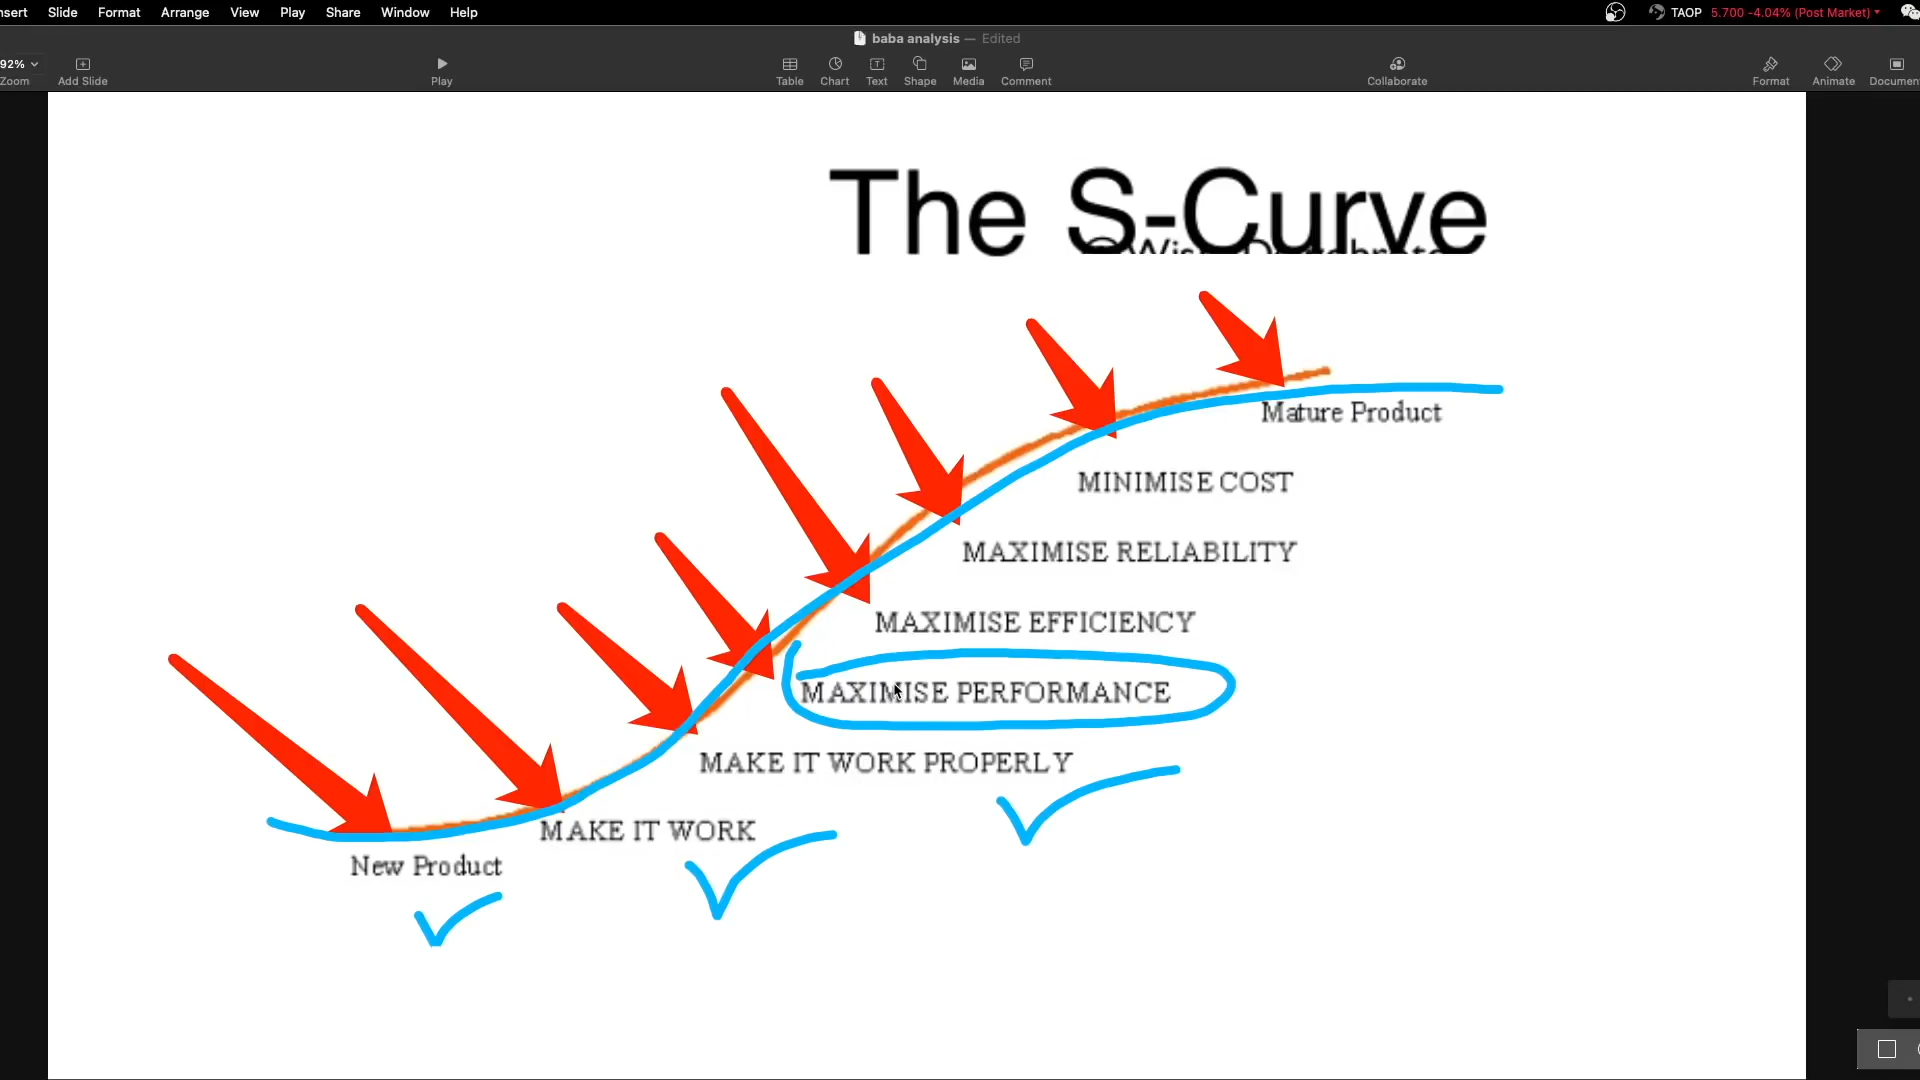 Slide Format Arrange View Play Share Window Help
TAOP 5.700 -4.04% (Post Market)
baba analysis — Edited
92%
Zoom Add Slide Play Table Chart Text Shape Media Comment Collaborate Format Animate
The S-Curve
Mature Product
MINIMISE COST
MAXIMISE RELIABILITY
MAXIMISE EFFICIENCY
MAXIMISE PERFORMANCE
MAKE IT WORK PROPERLY
MAKE IT WORK
New Product